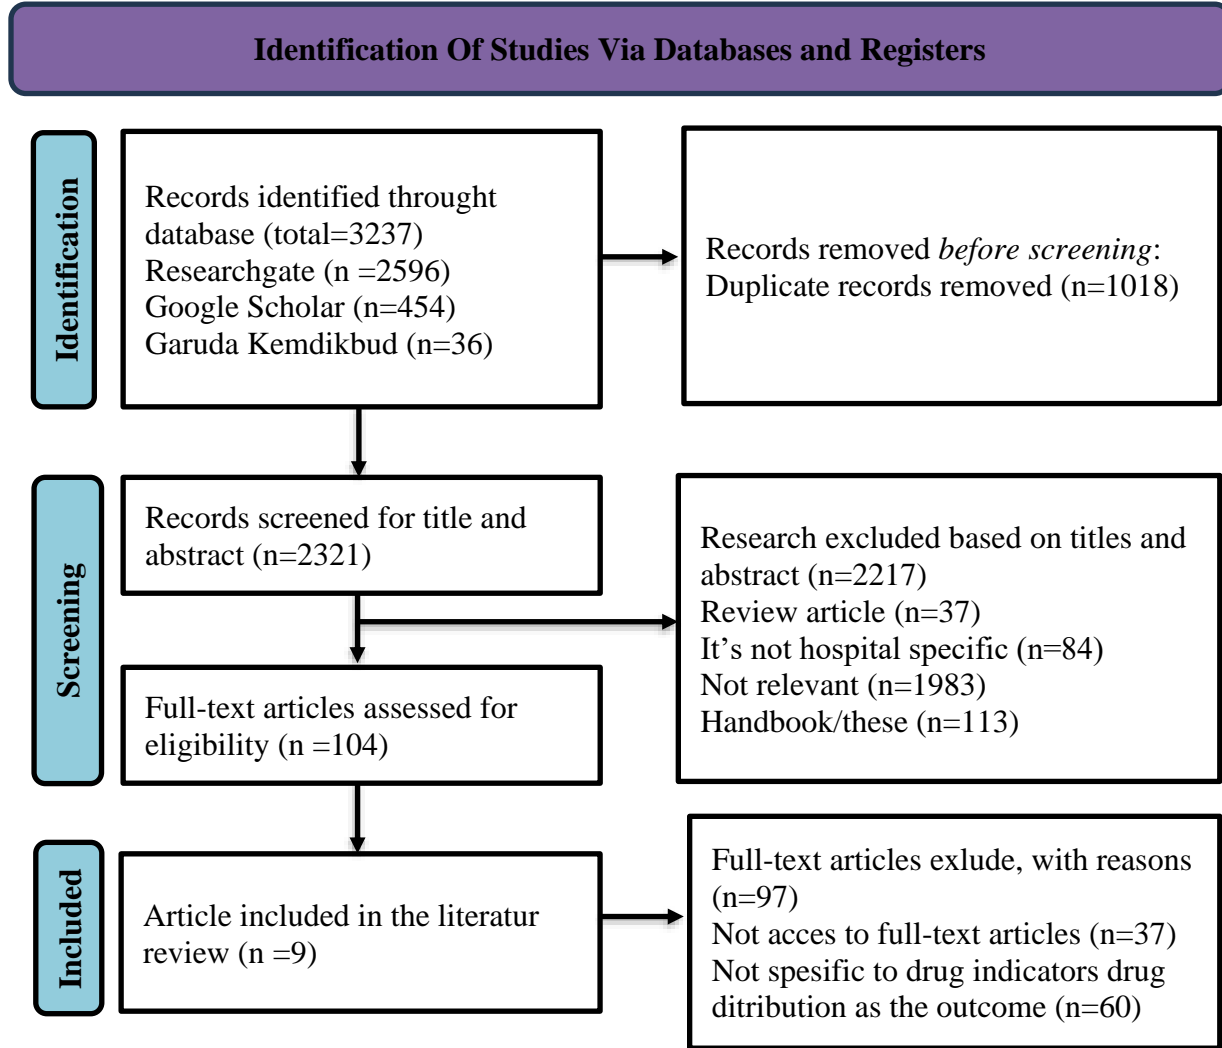 Identification Of Studies Via Databases and Registers
Identification
Records identified throught
database (total=3237)
Researchgate (n =2596)
Google Scholar (n=454)
Garuda Kemdikbud (n=36)
Records removed before screening:
Duplicate records removed (n=1018)
Screening
Records screened for title and
abstract (n=2321)
Research excluded based on titles and
abstract (n=2217)
Review article (n=37)
It's not hospital specific (n=84)
Not relevant (n=1983)
Handbook/these (n=113)
Full-text articles assessed for
eligibility (n =104)
Included
Article included in the literatur
review (n =9)
Full-text articles exlude, with reasons
(n=97)
Not acces to full-text articles (n=37)
Not spesific to drug indicators drug
ditribution as the outcome (n=60)